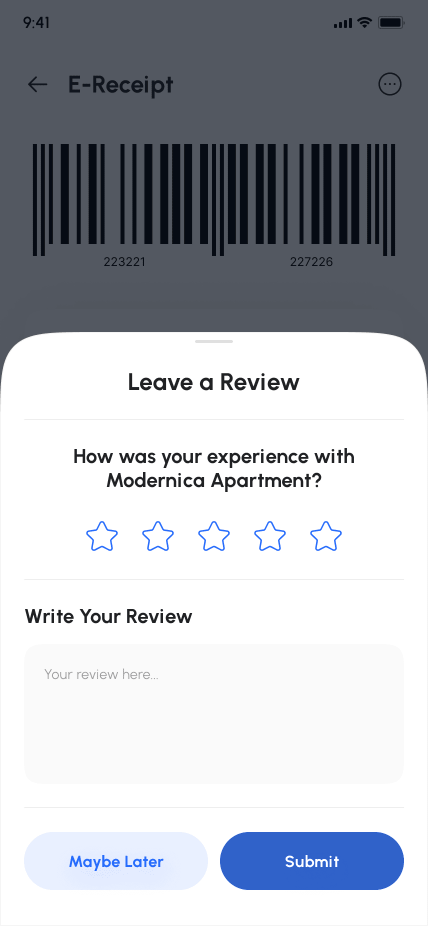 9:41
E-Receipt
223221 227226
Leave a Review
How was your experience with
Modernica Apartment?
Write Your Review
Your review here...
Maybe Later
Submit